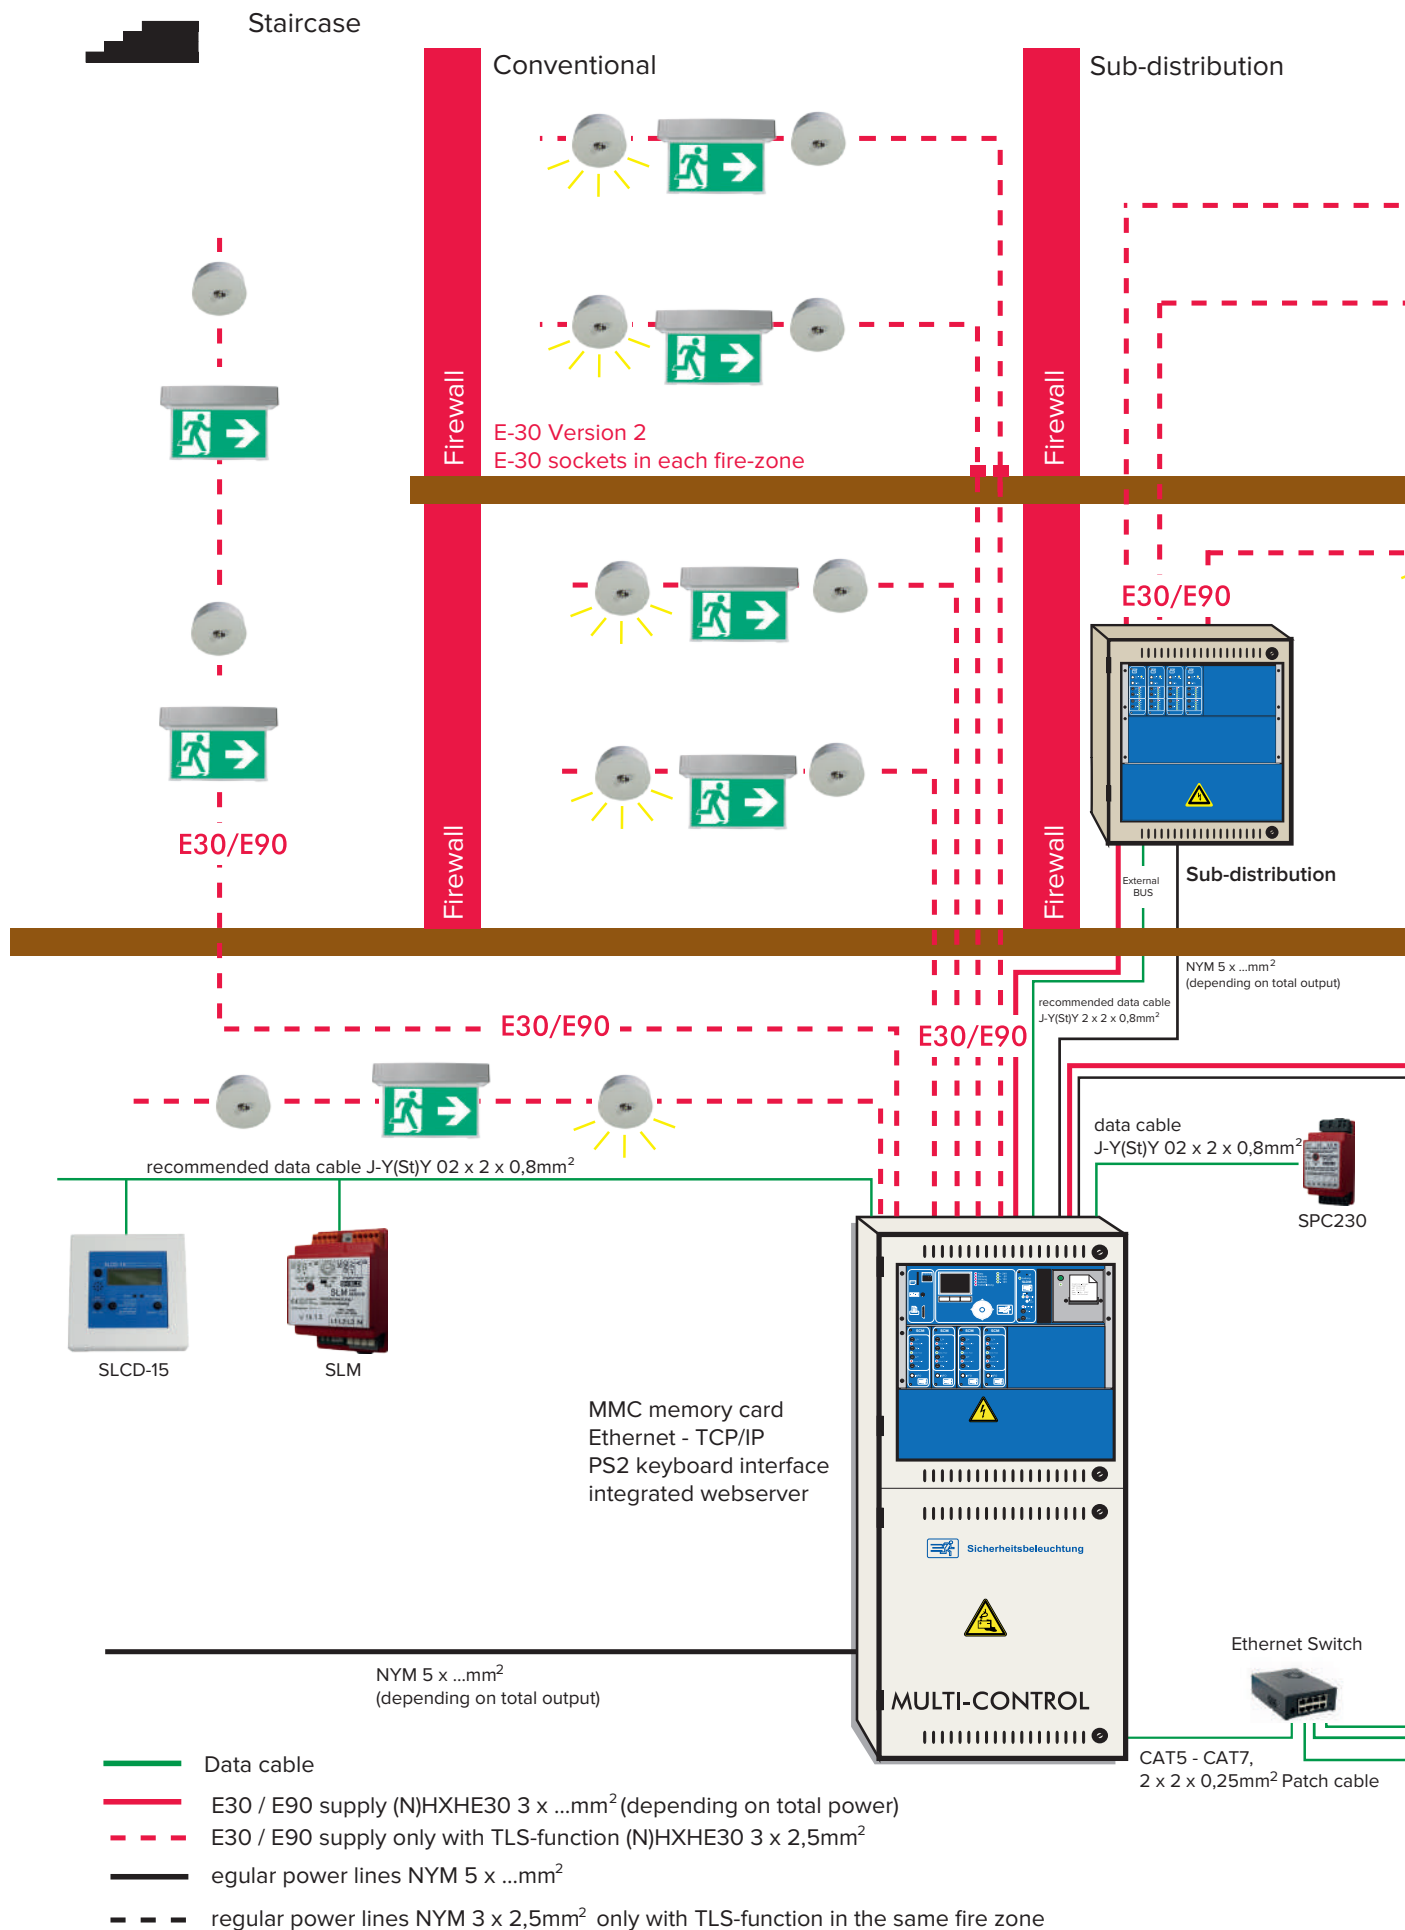 Staircase
Conventional
Sub-distribution
Firewall
Firewall
E-30 Version 2
E-30 sockets in each fire-zone
E30/E90
E30/E90
Firewall
Firewall
External
BUS
Sub-distribution
NYM 5 x ...mm²
(depending on total output)
recommended data cable
J-Y(St)Y 2 x 2 x 0,8mm²
E30/E90
E30/E90
data cable
J-Y(St)Y 02 x 2 x 0,8mm²
recommended data cable J-Y(St)Y 02 x 2 x 0,8mm²
SPC230
SLM
SLCD-15
SLM
MMC memory card
Ethernet - TCP/IP
PS2 keyboard interface
integrated webserver
Sicherheitsbeleuchtung
NYM 5 x ...mm²
(depending on total output)
MULTI-CONTROL
Ethernet Switch
CAT5 - CAT7,
2 x 2 x 0,25mm² Patch cable
Data cable
E30 / E90 supply (N)HXHE30 3 x ...mm² (depending on total power)
E30 / E90 supply only with TLS-function (N)HXHE30 3 x 2,5mm²
egular power lines NYM 5 x ...mm²
regular power lines NYM 3 x 2,5mm² only with TLS-function in the same fire zone